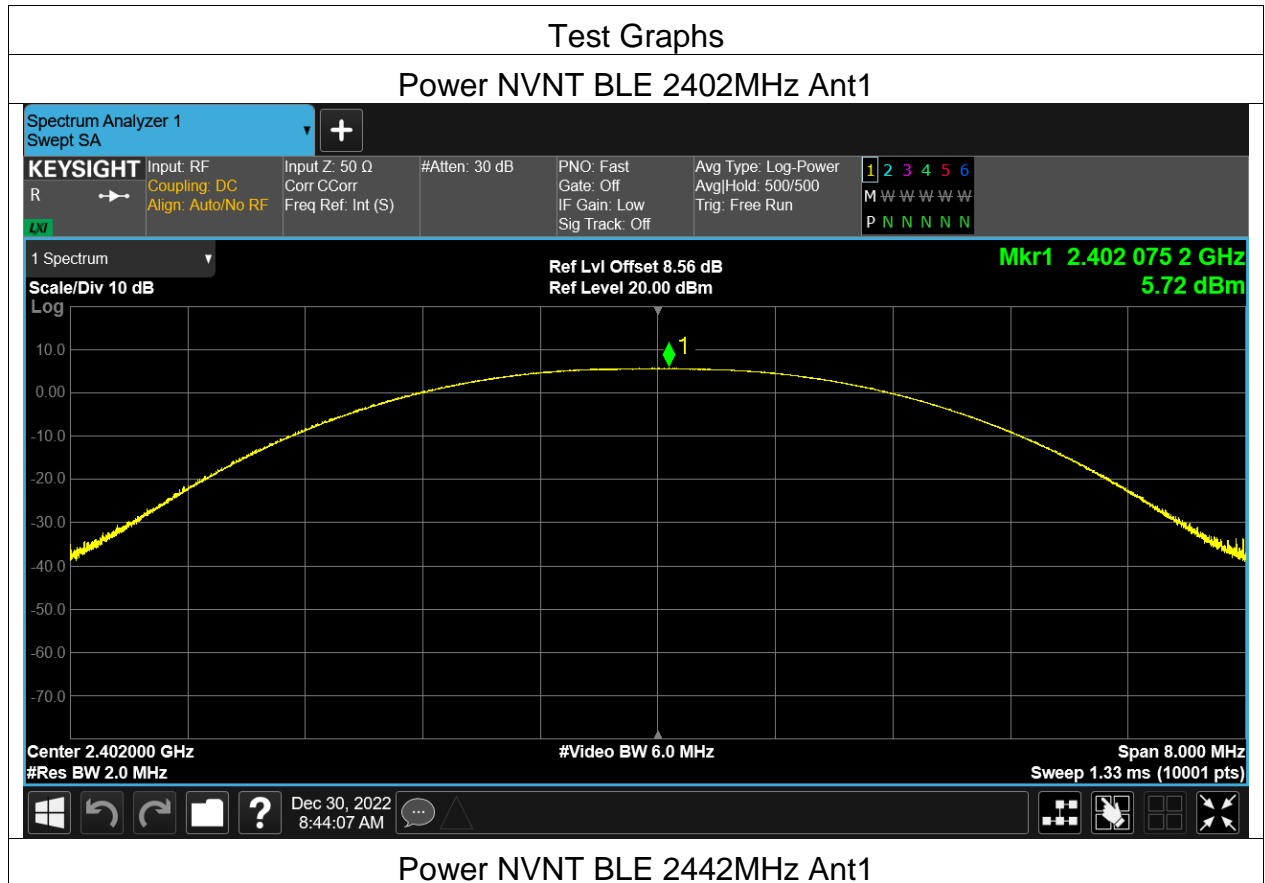 Test Graphs
Power NVNT BLE 2402MHz Ant1
Spectrum Analyzer 1
Swept SA
+
KEYSIGHT
R
LXI
Input: RF
Coupling: DC
Align: Auto/No RF
Input Z: 50 Ω
Corr CCorr
Freq Ref: Int (S)
#Atten: 30 dB
PNO: Fast
Gate: Off
IF Gain: Low
Sig Track: Off
Avg Type: Log-Power
Avg|Hold: 500/500
Trig: Free Run
1 2 3 4 5 6
M W W W W W
P N N N N N
1 Spectrum
Scale/Div 10 dB
Log
Ref Lvl Offset 8.56 dB
Ref Level 20.00 dBm
Mkr1 2.402 075 2 GHz
5.72 dBm
1
10.0
0.00
-10.0
-20.0
-30.0
-40.0
-50.0
-60.0
-70.0
Center 2.402000 GHz
#Res BW 2.0 MHz
#Video BW 6.0 MHz
Span 8.000 MHz
Sweep 1.33 ms (10001 pts)
?
Dec 30, 2022
8:44:07 AM
Power NVNT BLE 2442MHz Ant1